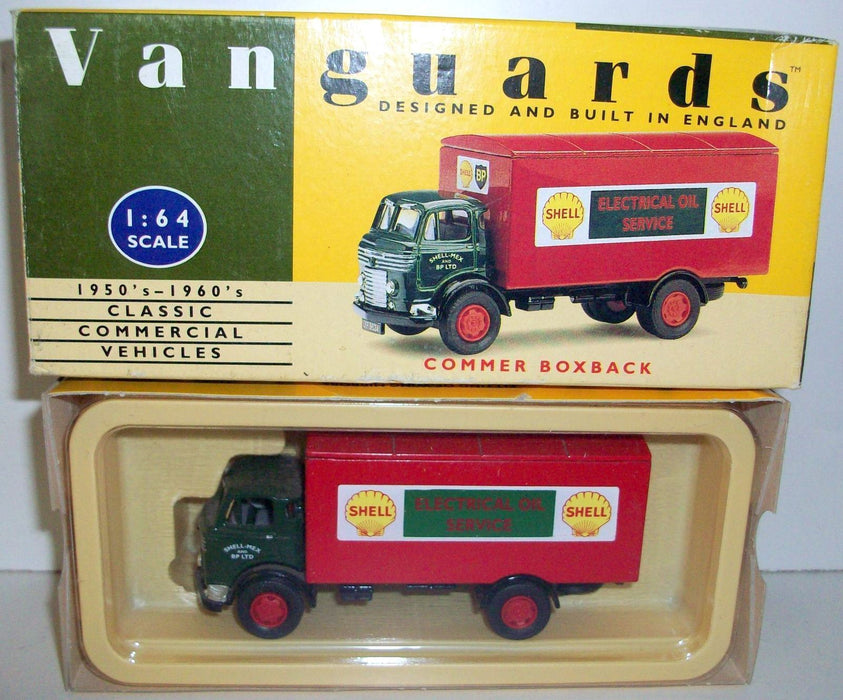 Vanguards™
DESIGNED AND BUILT IN ENGLAND
1:64
SCALE
1950's–1960's
CLASSIC
COMMERCIAL
VEHICLES
SHELL
BP
SHELL
ELECTRICAL OIL
SERVICE
SHELL
SHELL-MEX
AND
BP LTD
COMMER BOXBACK
SHELL
ELECTRICAL OIL
SERVICE
SHELL
SHELL-MEX
AND
BP LTD